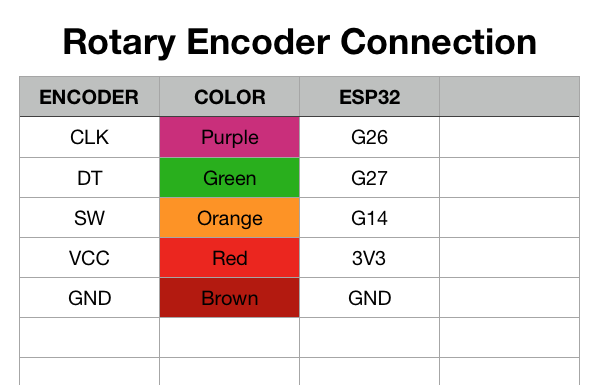 Rotary Encoder Connection
ENCODER COLOR ESP32
CLK Purple G26
DT Green G27
SW Orange G14
VCC Red 3V3
GND Brown GND